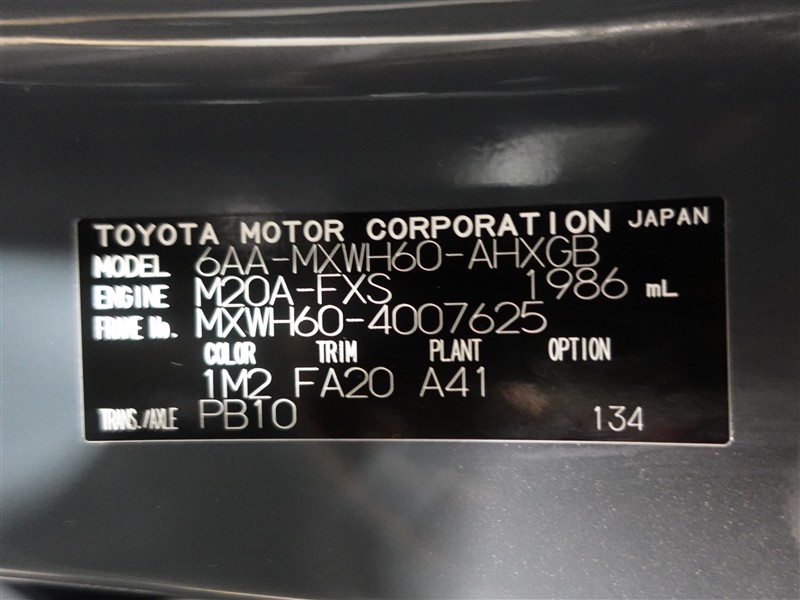 TOYOTA MOTOR CORPORATION JAPAN
MODEL 6AA-MXWH60-AHXGB
ENGINE M20A-FXS 1986 mL
FRAME No. MXWH60-4007625
COLOR TRIM PLANT OPTION
1M2 FA20 A41
TRANS./AXLE PB10 134